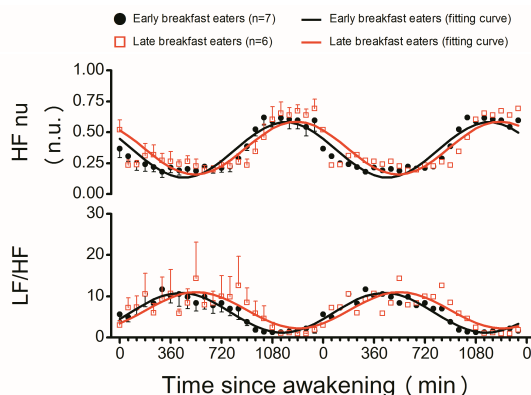 Early breakfast eaters (n=7) Early breakfast eaters (fitting curve)
Late breakfast eaters (n=6) Late breakfast eaters (fitting curve)
HF nu
( n.u. )
1.00
0.75
0.50
0.25
0.00
LF/HF
30
20
10
0
0 360 720 1080 0 360 720 1080 0
Time since awakening ( min )